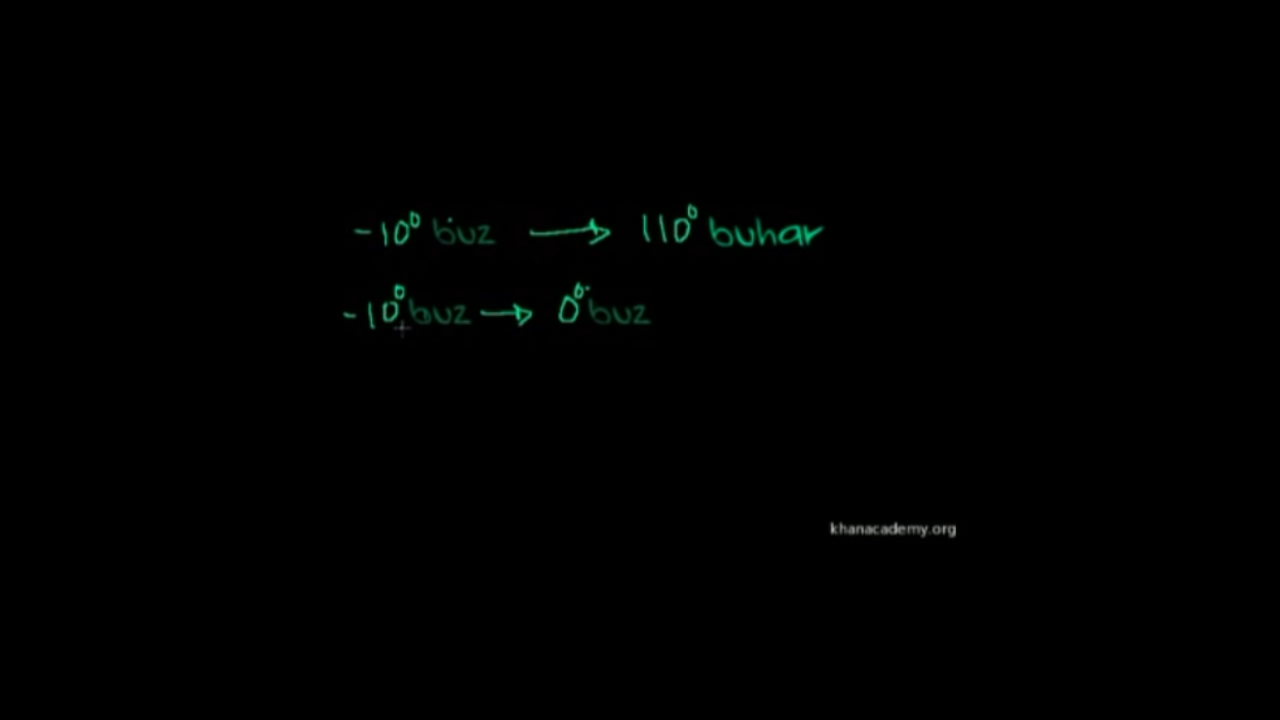 -10° buz → 110° buhar
-10° buz → 0° buz
khanacademy.org